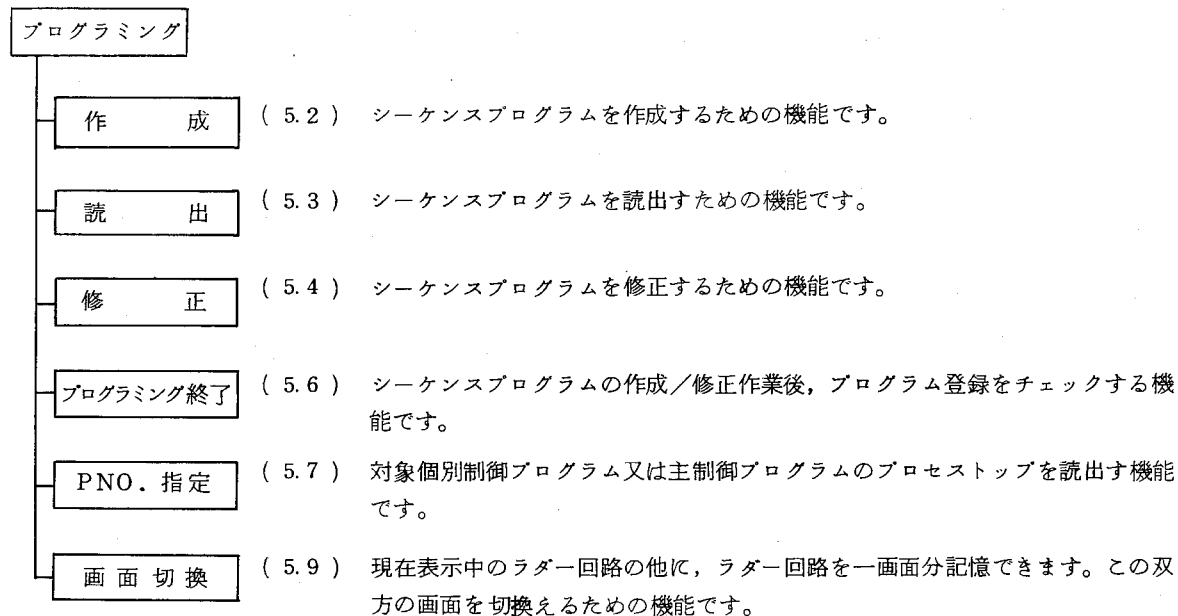 プログラミング
作　　成 ( 5.2 ) シーケンスプログラムを作成するための機能です。
読　　出 ( 5.3 ) シーケンスプログラムを読出すための機能です。
修　　正 ( 5.4 ) シーケンスプログラムを修正するための機能です。
プログラミング終了 ( 5.6 ) シーケンスプログラムの作成／修正作業後，プログラム登録をチェックする機
能です。
PNO．指定 ( 5.7 ) 対象個別制御プログラム又は主制御プログラムのプロセストップを読出す機能
です。
画面切換 ( 5.9 ) 現在表示中のラダー回路の他に，ラダー回路を一画面分記憶できます。この双
方の画面を切換えるための機能です。